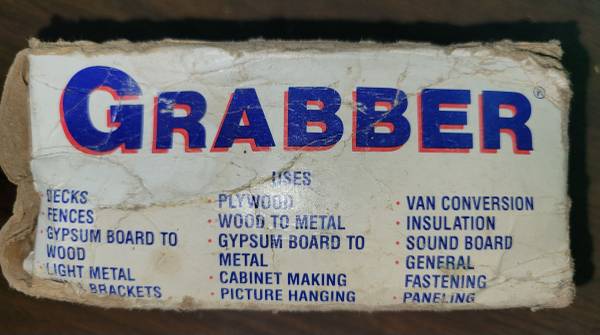 GRABBER®
USES
DECKS
· FENCES
· GYPSUM BOARD TO
WOOD
· LIGHT METAL
& BRACKETS
· PLYWOOD
· WOOD TO METAL
· GYPSUM BOARD TO
METAL
· CABINET MAKING
· PICTURE HANGING
· VAN CONVERSION
· INSULATION
· SOUND BOARD
· GENERAL
FASTENING
· PANELING